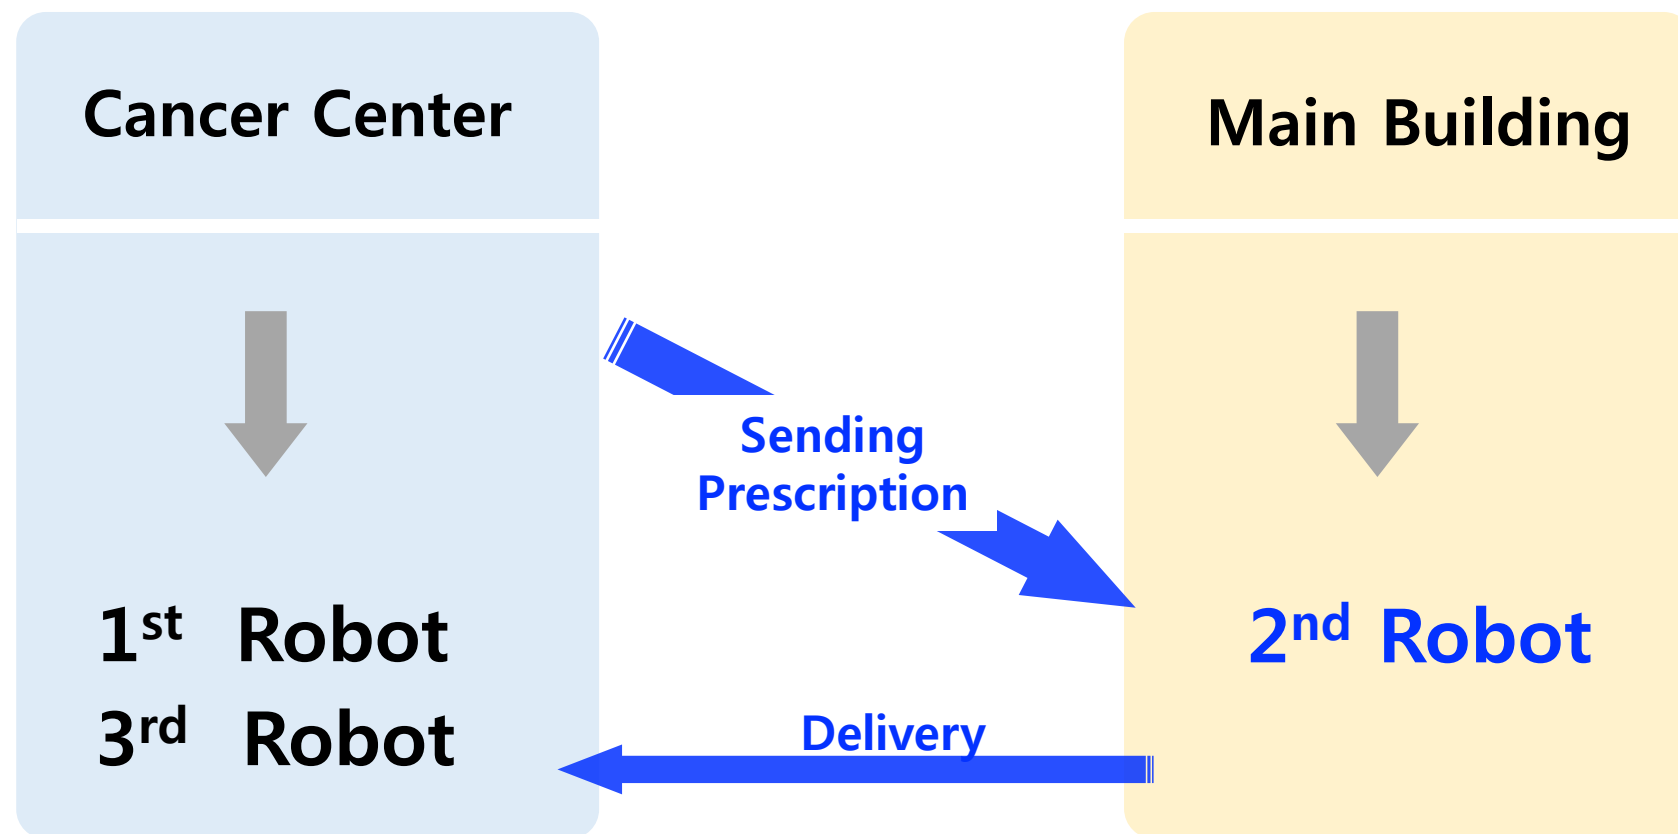 Cancer Center
Main Building
Sending
Prescription
1st Robot
3rd Robot
2nd Robot
Delivery